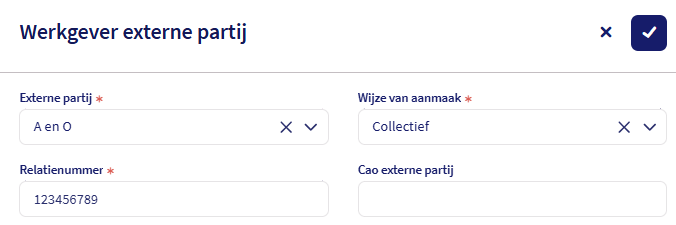 Werkgever externe partij
Externe partij *
Wijze van aanmaak *
A en O
Collectief
Relatienummer *
Cao externe partij
123456789